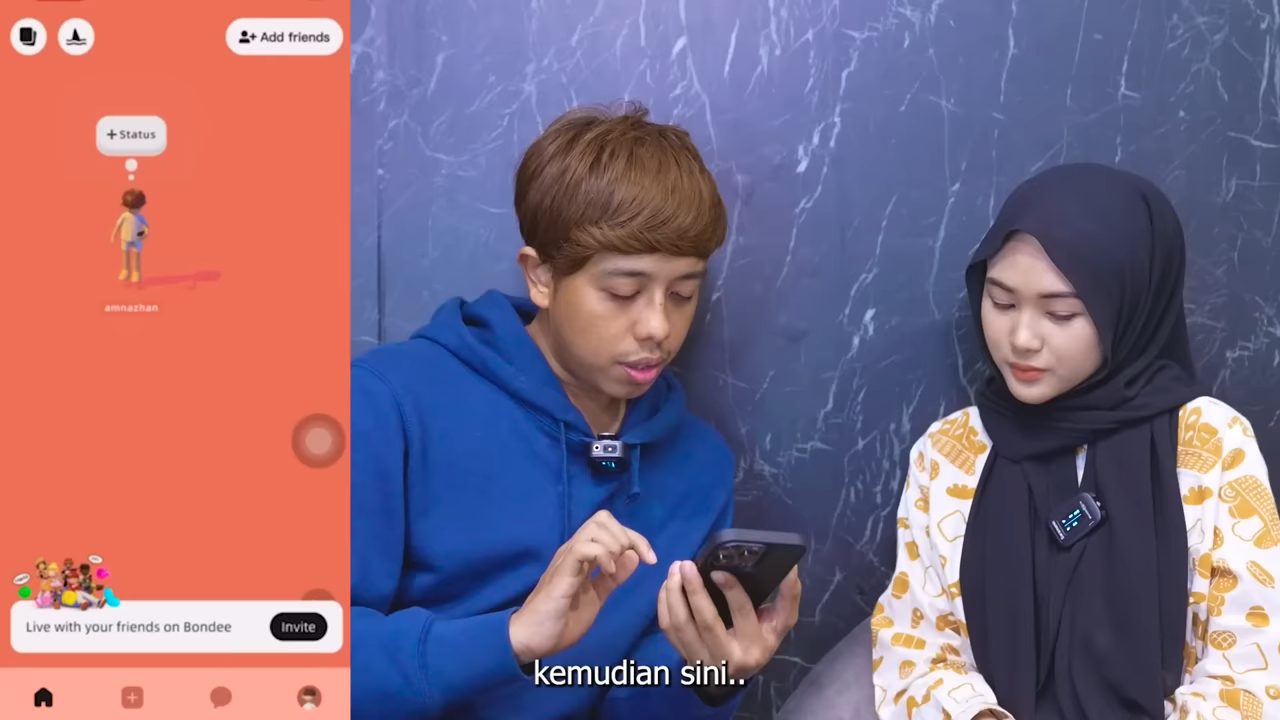 Add friends
+ Status
amnazhan
Live with your friends on Bondee
Invite
kemudian sini..